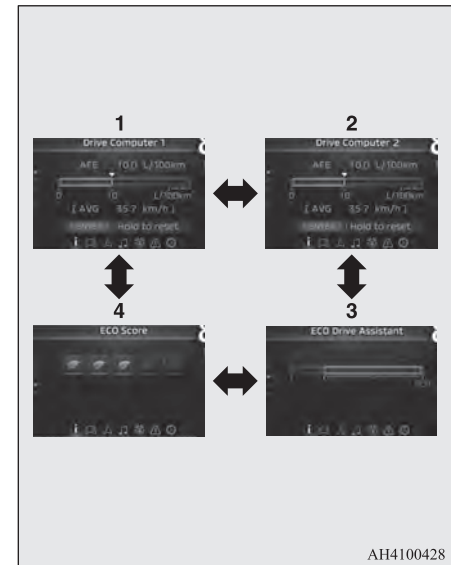 1
Drive Computer 1
AFE 10.0 L/100km
0 10 L/100km
[ AVG 35.7 km/h ]
Hold to reset
2
Drive Computer 2
AFE 10.0 L/100km
0 10 L/100km
[ AVG 35.7 km/h ]
Hold to reset
4
ECO Score
3
ECO Drive Assistant
AH4100428